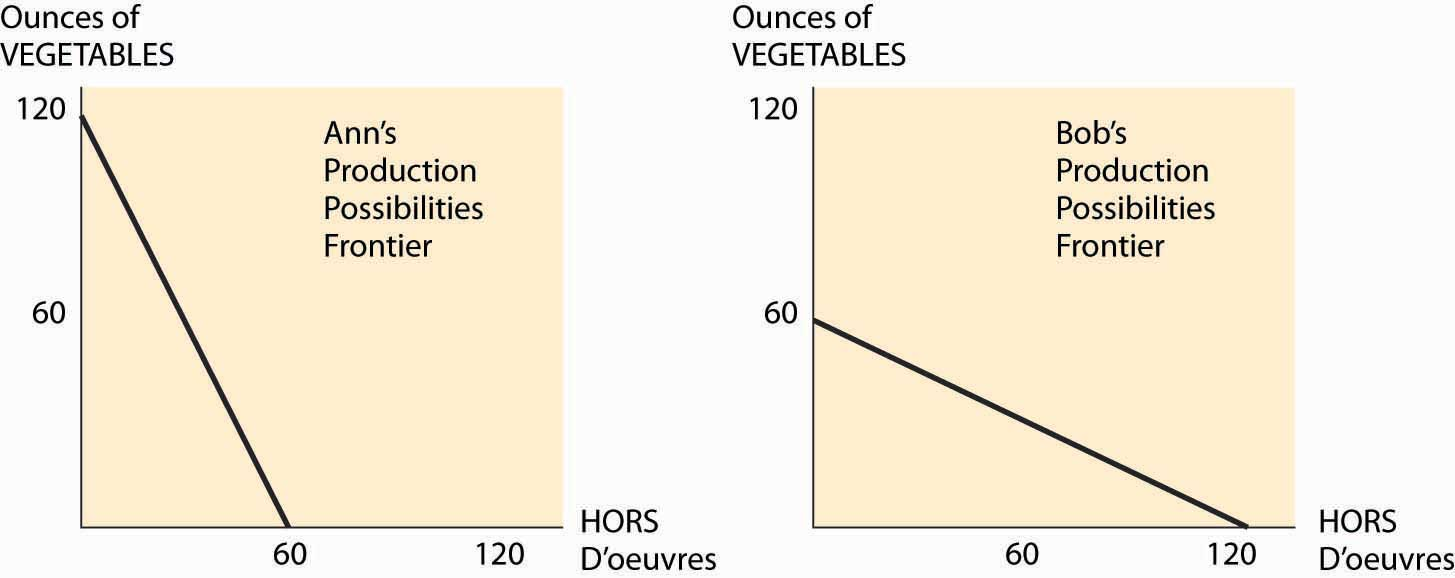 Ounces of
VEGETABLES
120
Ann’s
Production
Possibilities
Frontier
60
HORS
D’oeuvres
60
120
Ounces of
VEGETABLES
120
Bob’s
Production
Possibilities
Frontier
60
HORS
D’oeuvres
60
120